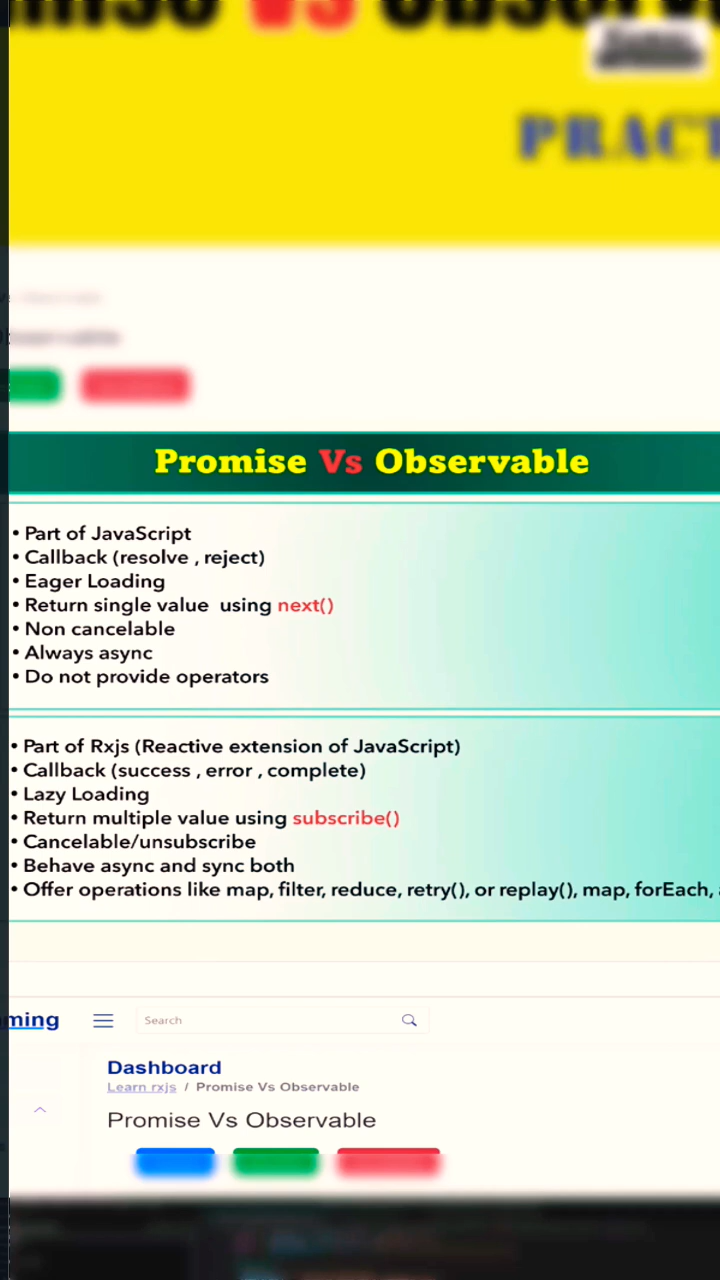 Vs
PRACT
Promise Vs Observable
• Part of JavaScript
• Callback (resolve , reject)
• Eager Loading
• Return single value using next()
• Non cancelable
• Always async
• Do not provide operators
• Part of Rxjs (Reactive extension of JavaScript)
• Callback (success , error , complete)
• Lazy Loading
• Return multiple value using subscribe()
• Cancelable/unsubscribe
• Behave async and sync both
• Offer operations like map, filter, reduce, retry(), or replay(), map, forEach,
ming
Search
Dashboard
Learn rxjs / Promise Vs Observable
Promise Vs Observable